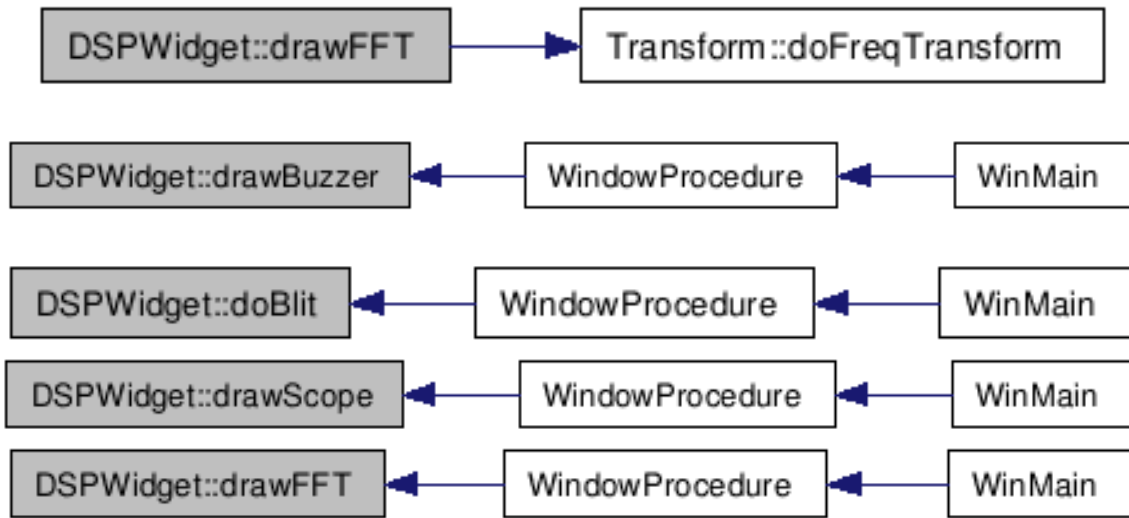 DSPWidget::drawFFT Transform::doFreqTransform
DSPWidget::drawBuzzer WindowProcedure WinMain
DSPWidget::doBlit WindowProcedure WinMain
DSPWidget::drawScope WindowProcedure WinMain
DSPWidget::drawFFT WindowProcedure WinMain